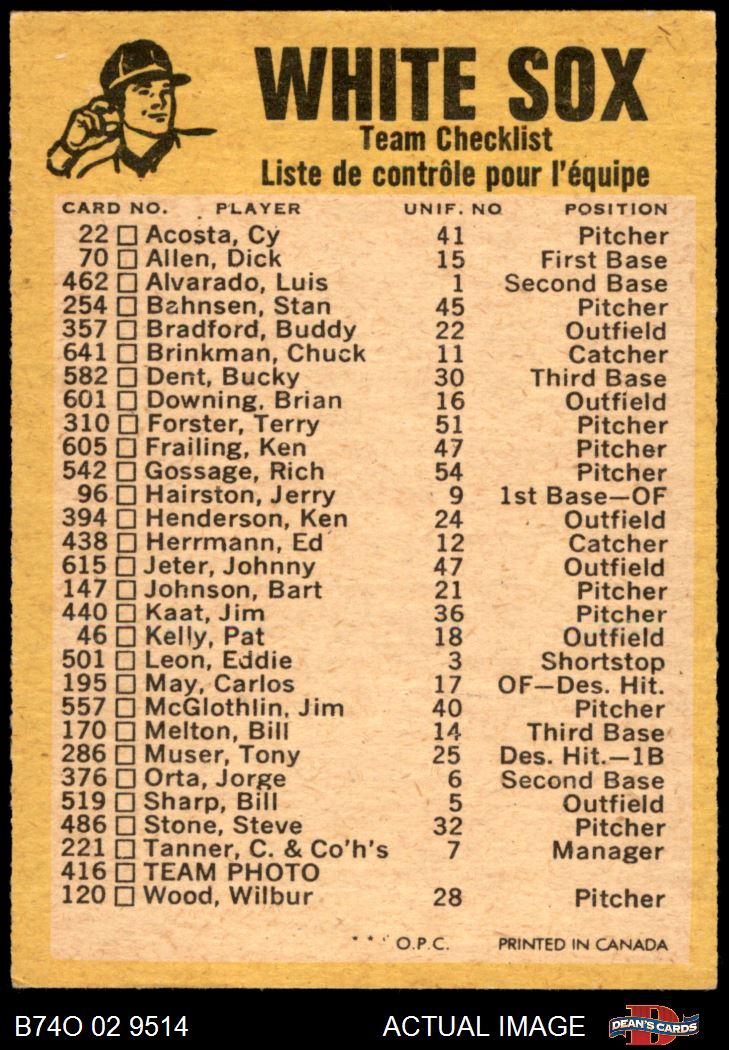 WHITE SOX
Team Checklist
Liste de contrôle pour l'équipe
CARD NO. PLAYER UNIF. NO POSITION
22 Acosta, Cy 41 Pitcher
70 Allen, Dick 15 First Base
462 Alvarado, Luis 1 Second Base
254 Bahnsen, Stan 45 Pitcher
357 Bradford, Buddy 22 Outfield
641 Brinkman, Chuck 11 Catcher
582 Dent, Bucky 30 Third Base
601 Downing, Brian 16 Outfield
310 Forster, Terry 51 Pitcher
605 Frailing, Ken 47 Pitcher
542 Gossage, Rich 54 Pitcher
96 Hairston, Jerry 9 1st Base—OF
394 Henderson, Ken 24 Outfield
438 Herrmann, Ed 12 Catcher
615 Jeter, Johnny 47 Outfield
147 Johnson, Bart 21 Pitcher
440 Kaat, Jim 36 Pitcher
46 Kelly, Pat 18 Outfield
501 Leon, Eddie 3 Shortstop
195 May, Carlos 17 OF—Des. Hit.
557 McGlothlin, Jim 40 Pitcher
170 Melton, Bill 14 Third Base
286 Muser, Tony 25 Des. Hit.—1B
376 Orta, Jorge 6 Second Base
519 Sharp, Bill 5 Outfield
486 Stone, Steve 32 Pitcher
221 Tanner, C. & Co'h's 7 Manager
416 TEAM PHOTO
120 Wood, Wilbur 28 Pitcher
* * * O.P.C. PRINTED IN CANADA
B74O 02 9514 ACTUAL IMAGE DEAN'S CARDS